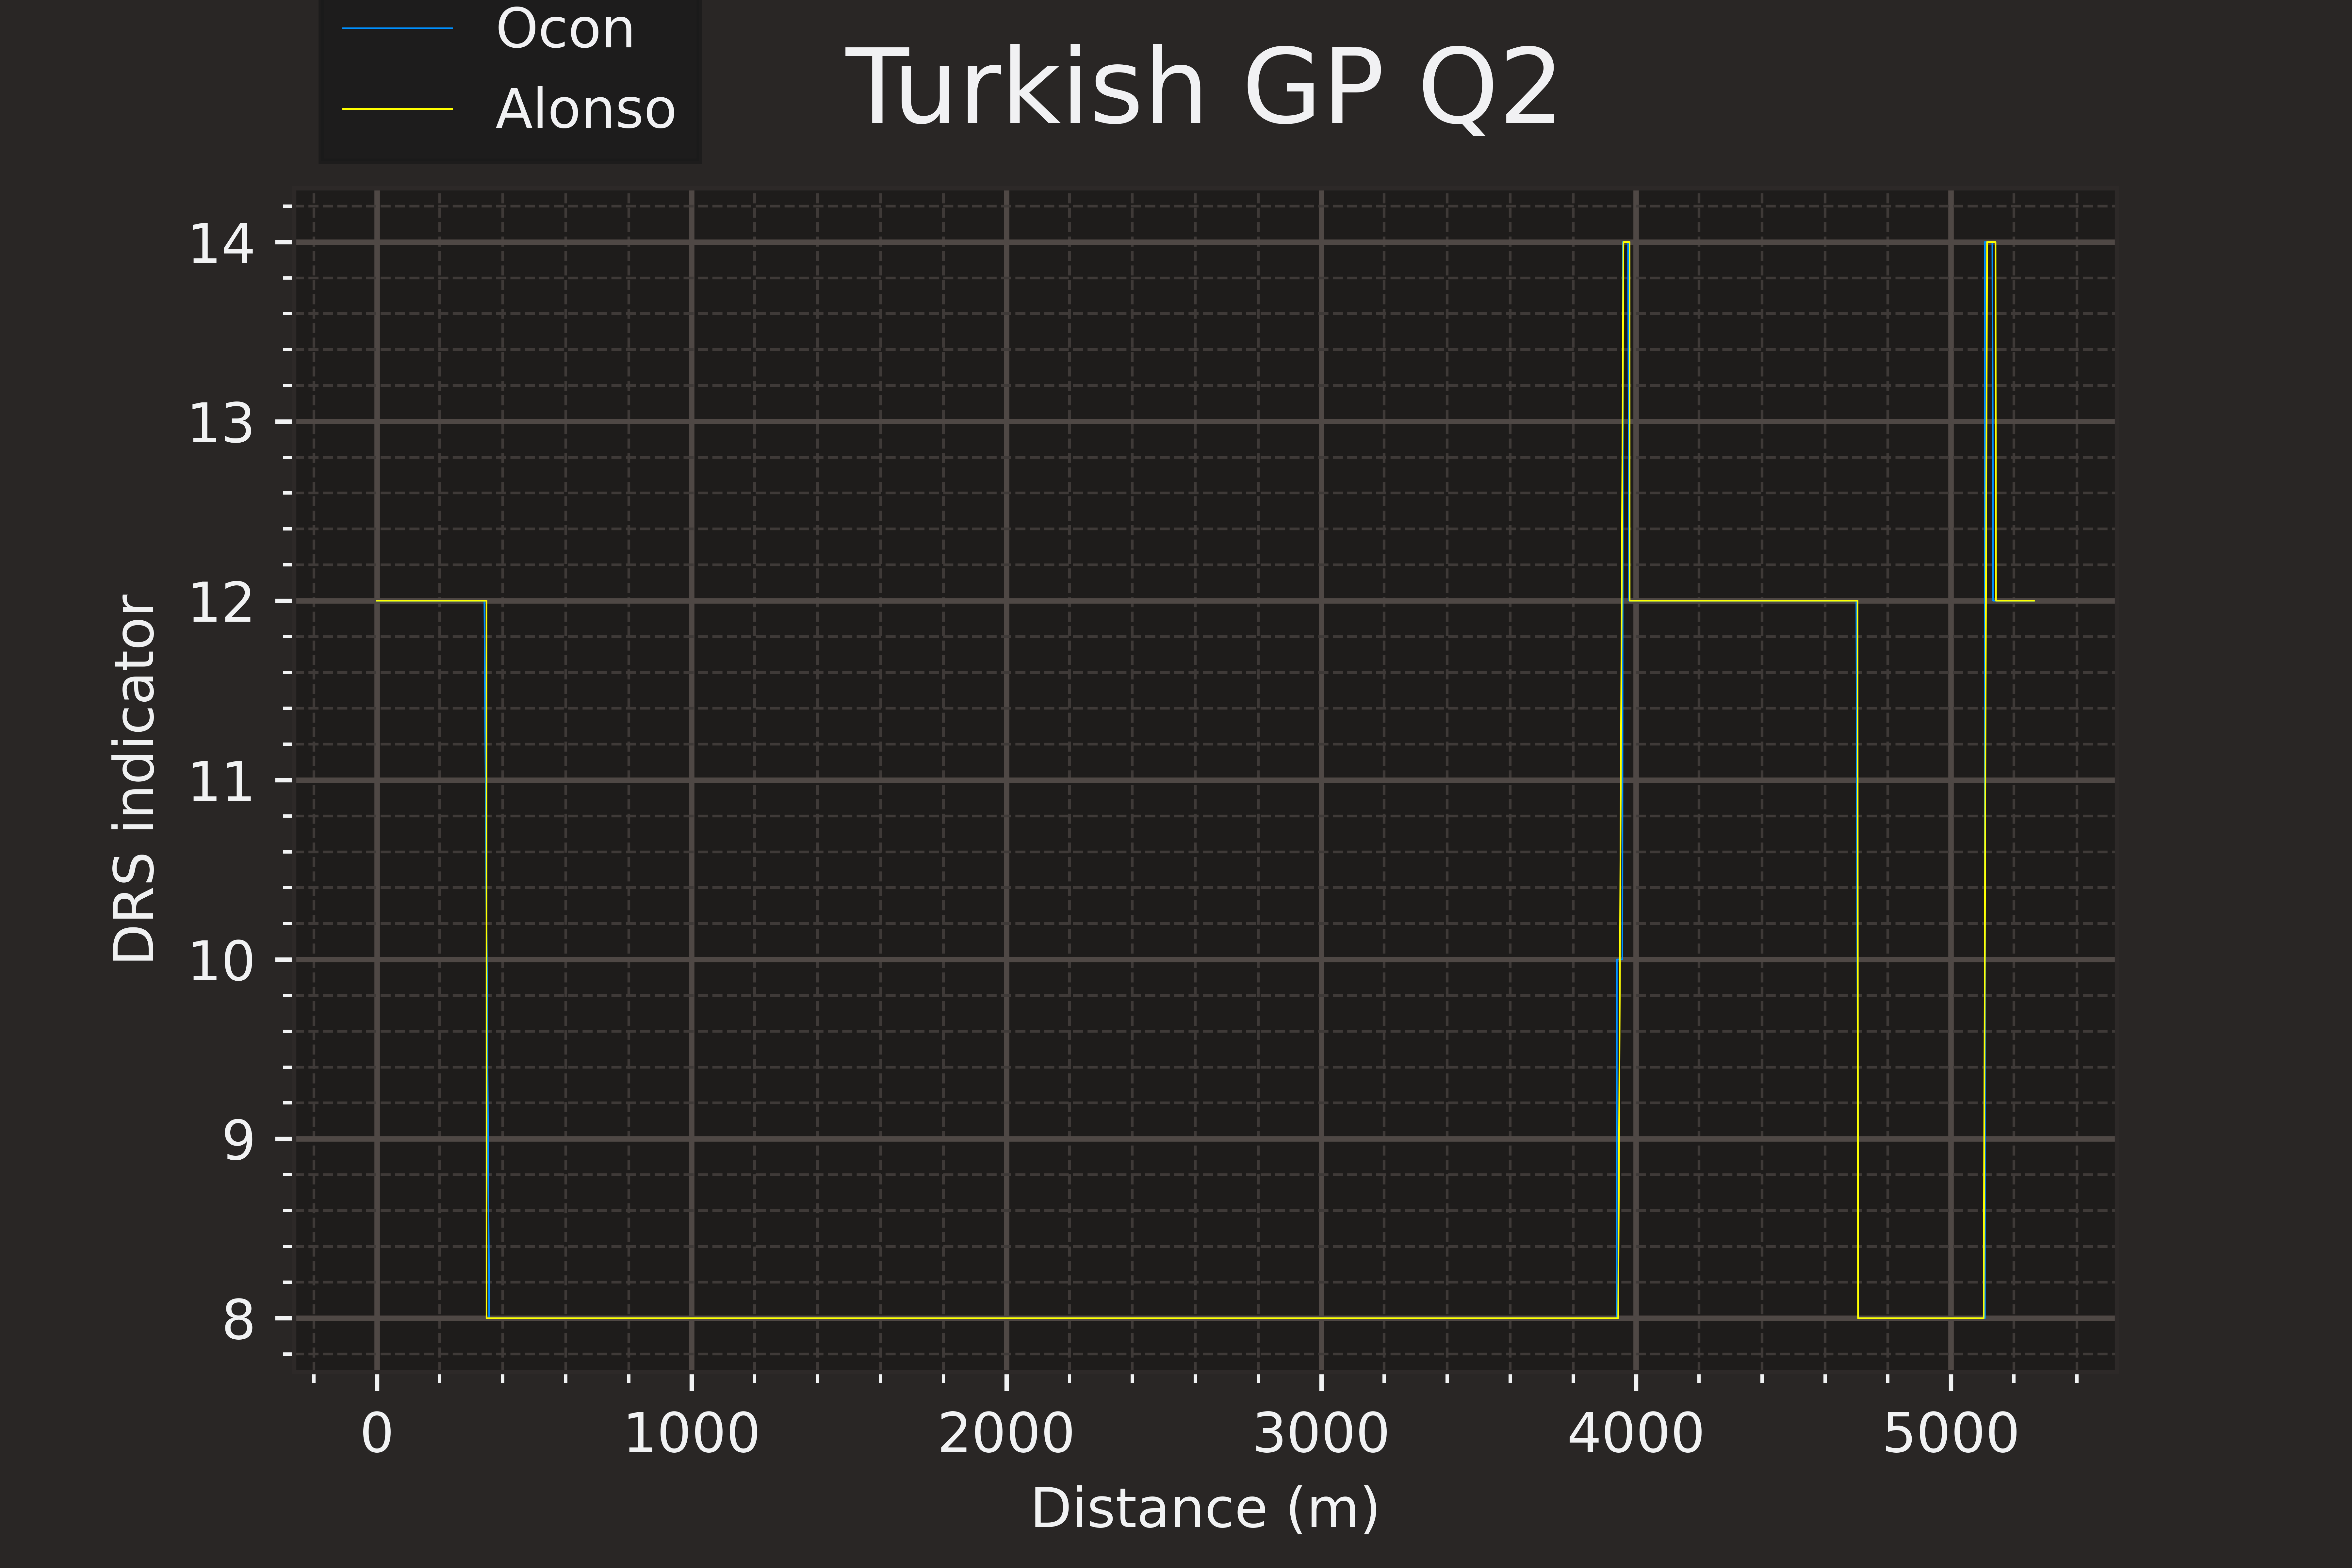 Ocon
Alonso
Turkish GP Q2
14
13
12
11
10
9
8
DRS indicator
0 1000 2000 3000 4000 5000
Distance (m)